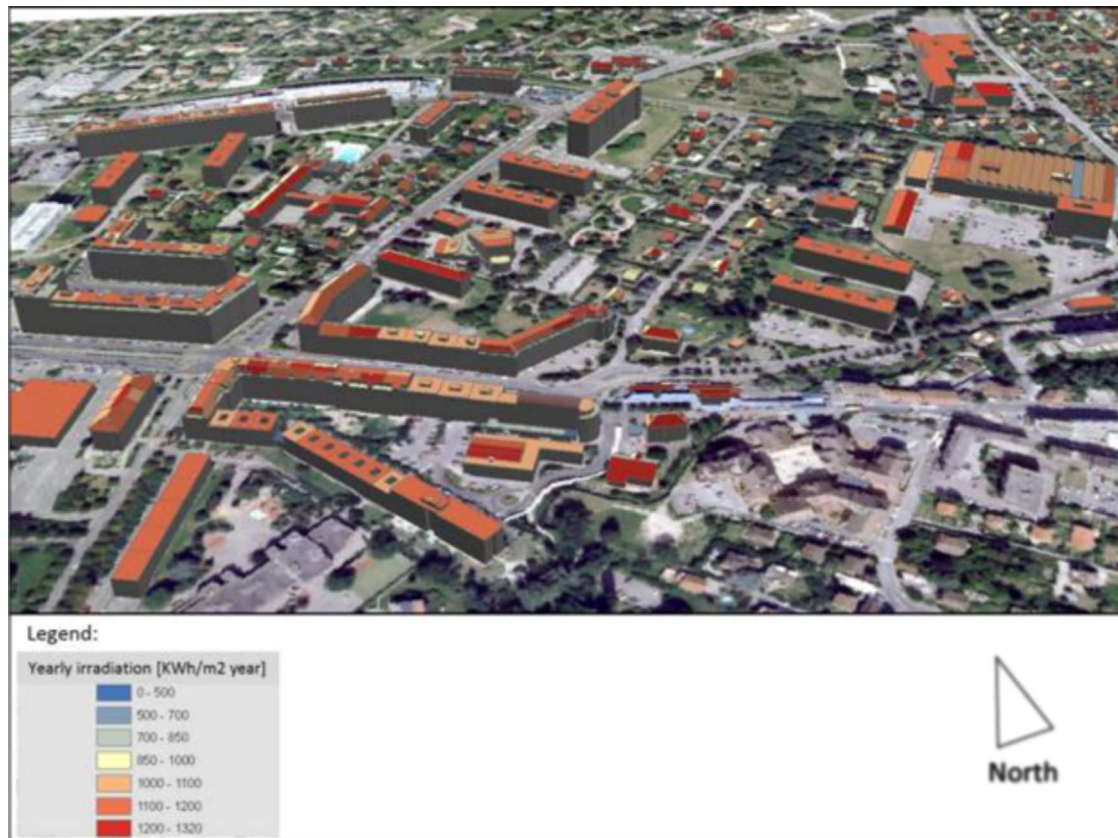 Legend:
Yearly irradiation [KWh/m2 year]
0 - 500
500 - 700
700 - 850
850 - 1000
1000 - 1100
1100 - 1200
1200 - 1320
North